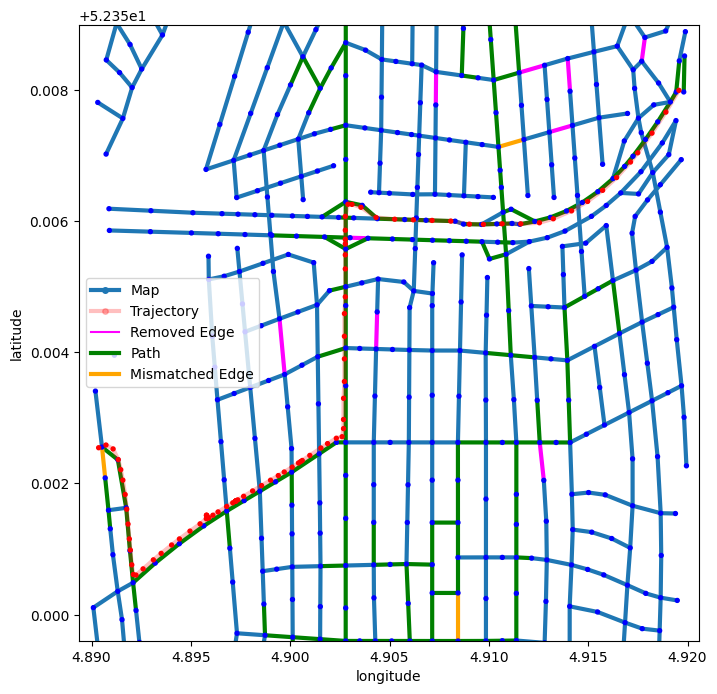 +5.235e1
0.008
0.006
0.004
0.002
0.000
latitude
Map
Trajectory
Removed Edge
Path
Mismatched Edge
4.890 4.895 4.900 4.905 4.910 4.915 4.920
longitude